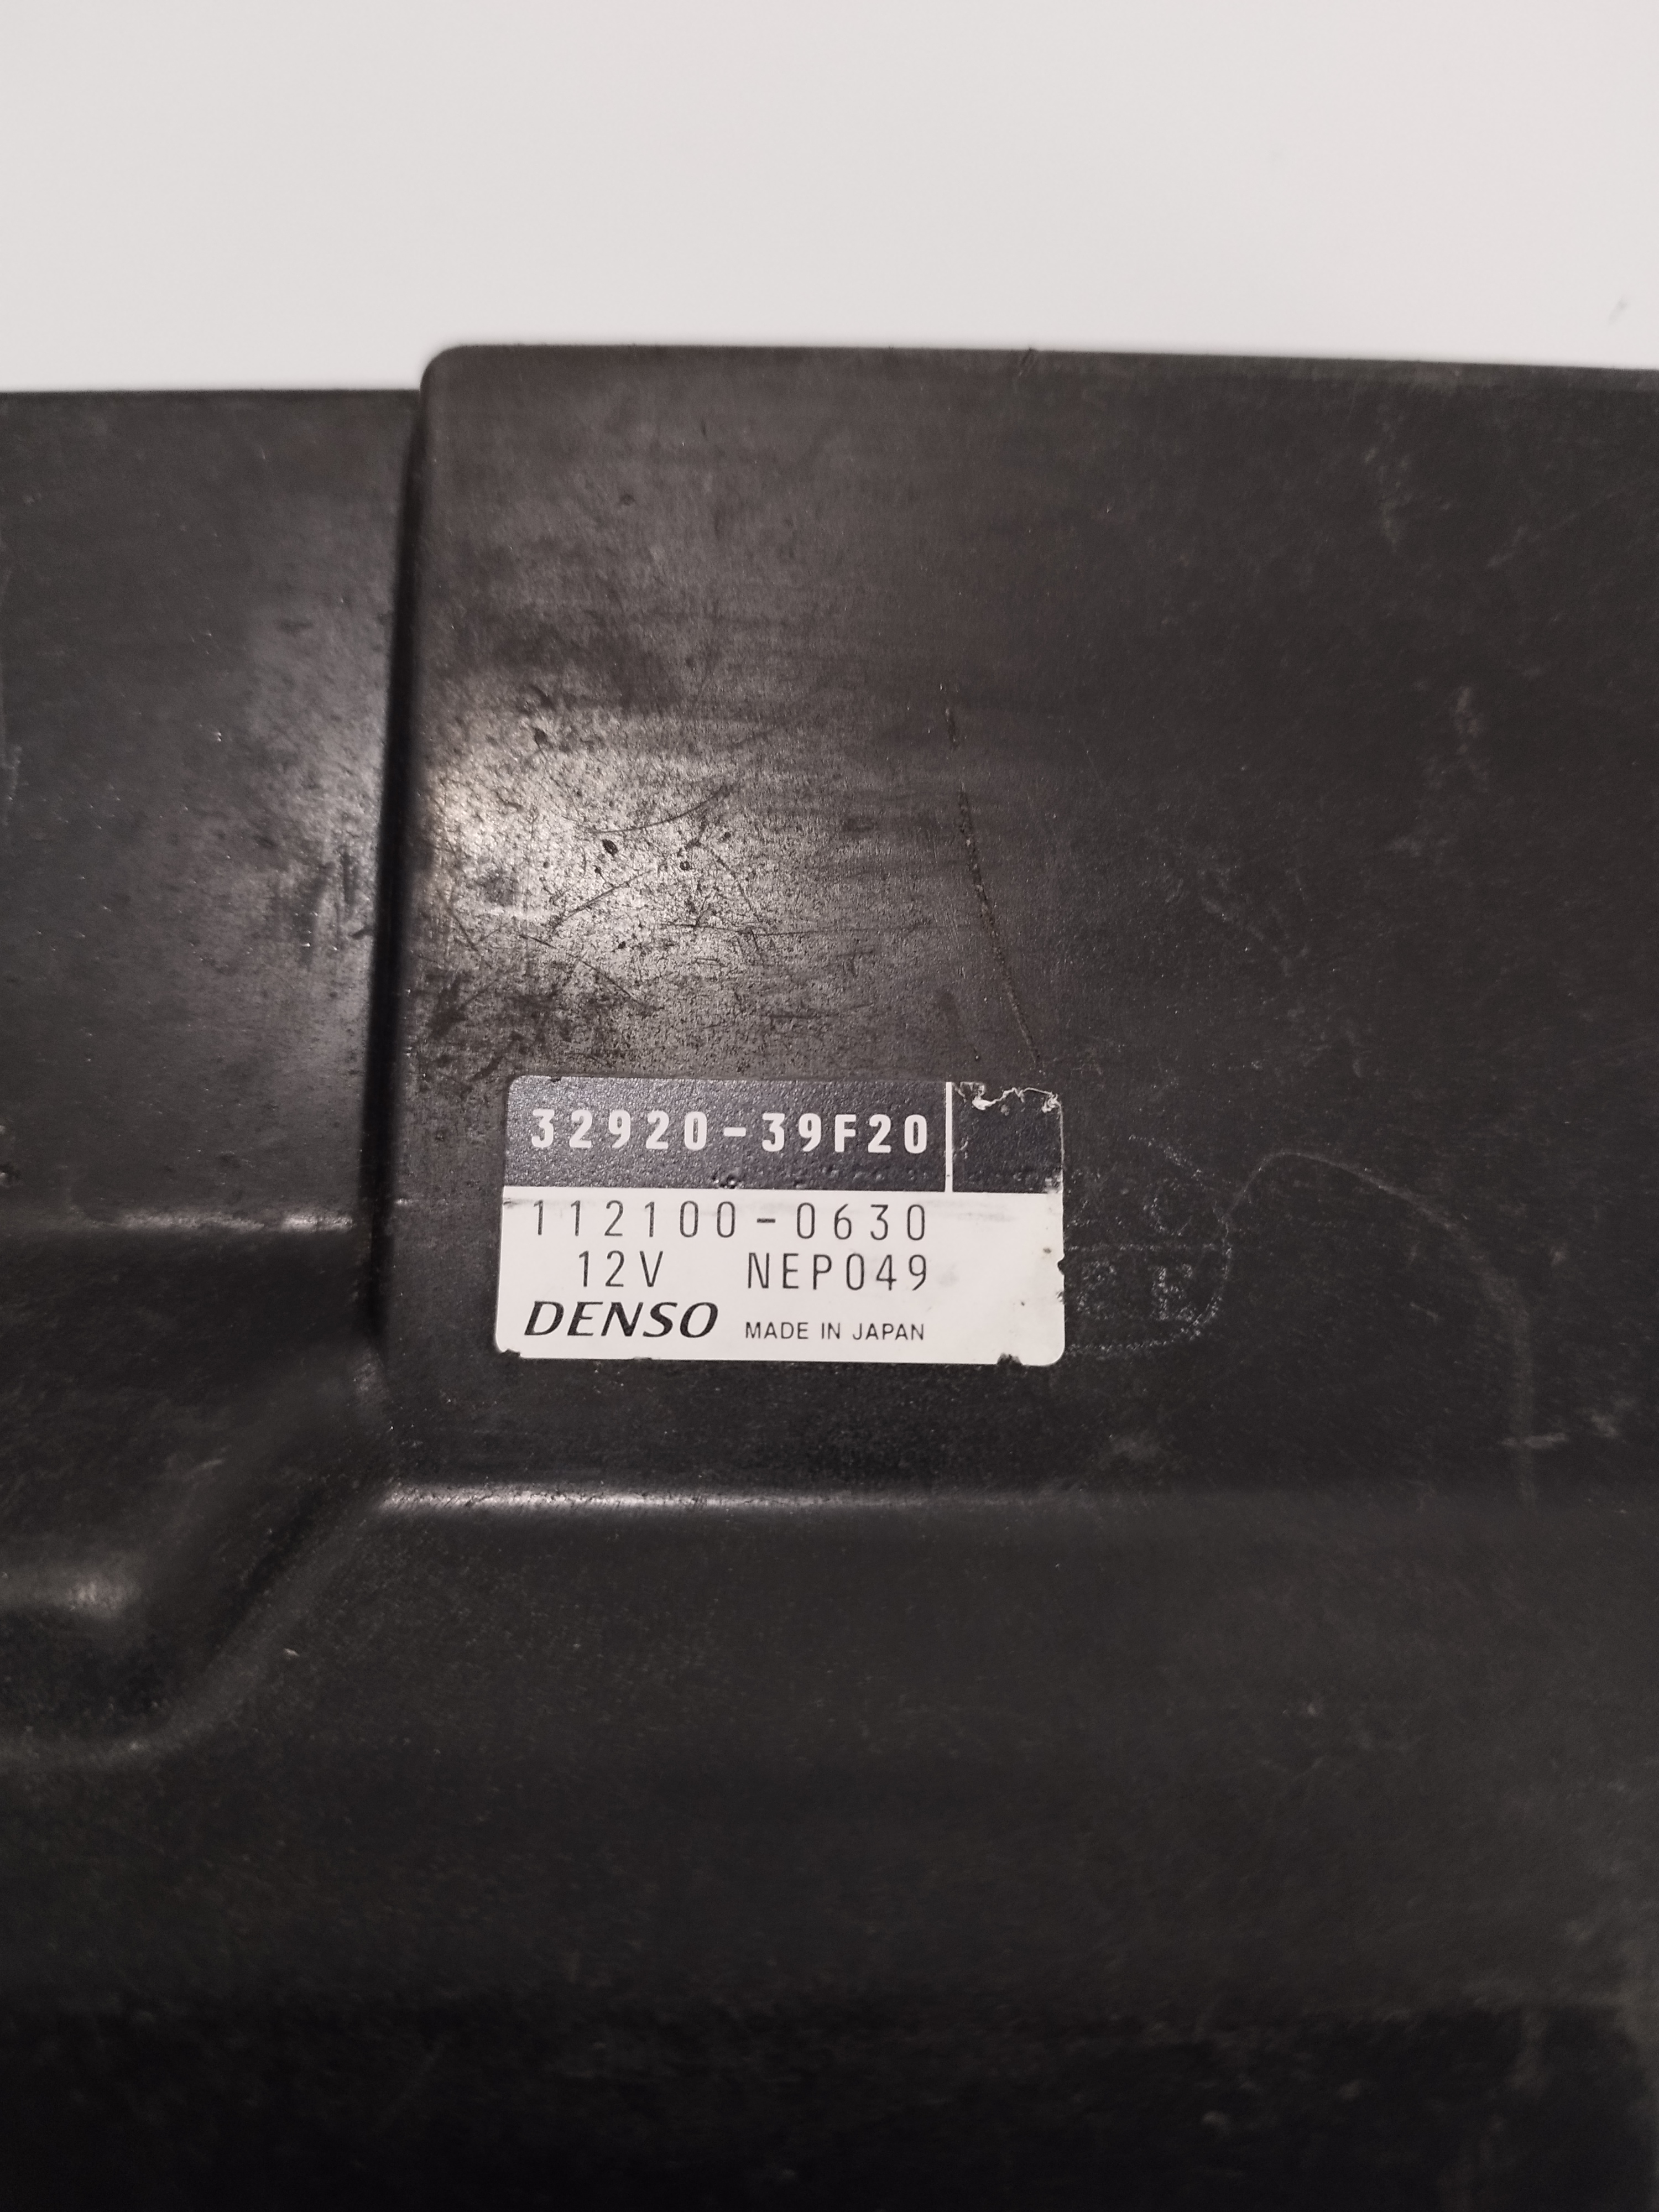 32920-39F20
112100-0630
12V NEP049
DENSO MADE IN JAPAN